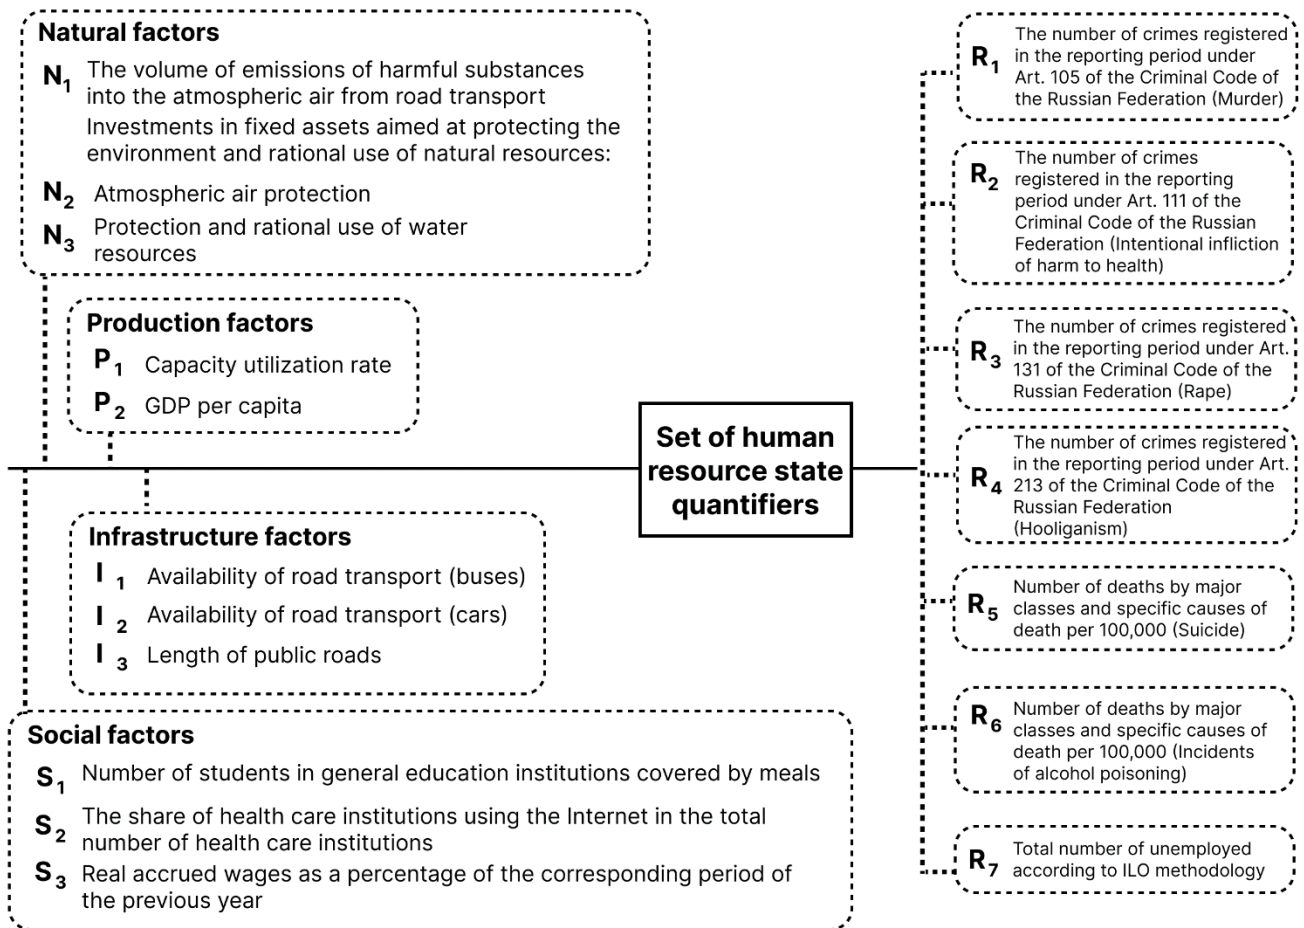 Natural factors
N1 The volume of emissions of harmful substances
into the atmospheric air from road transport
Investments in fixed assets aimed at protecting the
environment and rational use of natural resources:
N2 Atmospheric air protection
N3 Protection and rational use of water
resources
Production factors
P1 Capacity utilization rate
P2 GDP per capita
Set of human
resource state
quantifiers
Infrastructure factors
I1 Availability of road transport (buses)
I2 Availability of road transport (cars)
I3 Length of public roads
Social factors
S1 Number of students in general education institutions covered by meals
S2 The share of health care institutions using the Internet in the total
number of health care institutions
S3 Real accrued wages as a percentage of the corresponding period of
the previous year
R1 The number of crimes registered
in the reporting period under
Art. 105 of the Criminal Code of
the Russian Federation (Murder)
R2 The number of crimes
registered in the reporting
period under Art. 111 of the
Criminal Code of the Russian
Federation (Intentional infliction
of harm to health)
R3 The number of crimes registered
in the reporting period under Art.
131 of the Criminal Code of the
Russian Federation (Rape)
R4 The number of crimes registered
in the reporting period under Art.
213 of the Criminal Code of the
Russian Federation
(Hooliganism)
R5 Number of deaths by major
classes and specific causes of
death per 100,000 (Suicide)
R6 Number of deaths by major
classes and specific causes of
death per 100,000 (Incidents
of alcohol poisoning)
R7 Total number of unemployed
according to ILO methodology